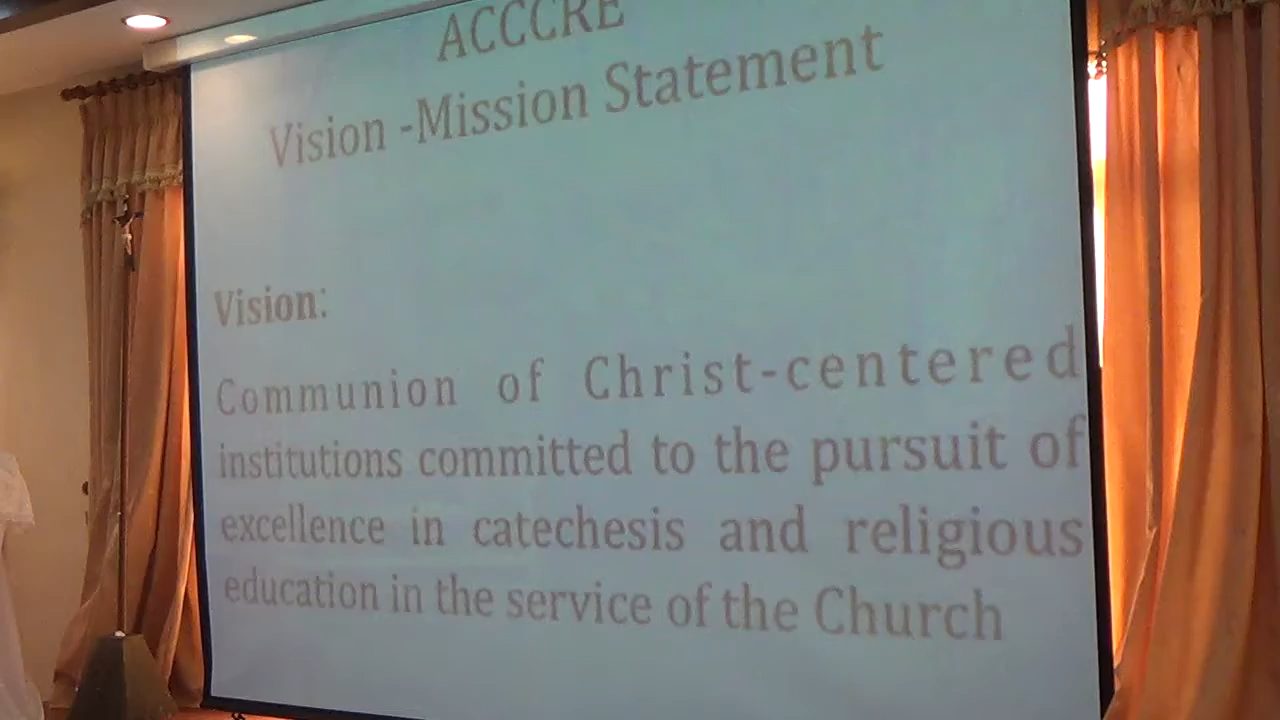 ACCCRE
Vision -Mission Statement
Vision:
Communion of Christ-centered
institutions committed to the pursuit of
excellence in catechesis and religious
education in the service of the Church